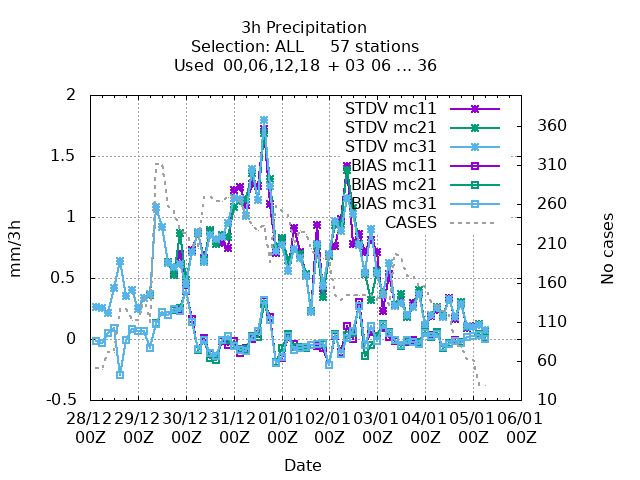 3h Precipitation
Selection: ALL 57 stations
Used 00,06,12,18 + 03 06 ... 36
2
1.5
1
0.5
0
-0.5
mm/3h
STDV mc11
STDV mc21
STDV mc31
BIAS mc11
BIAS mc21
BIAS mc31
CASES
360
310
260
210
160
110
60
10
No cases
28/12 29/12 30/12 31/12 01/01 02/01 03/01 04/01 05/01 06/01
00Z 00Z 00Z 00Z 00Z 00Z 00Z 00Z 00Z 00Z
Date